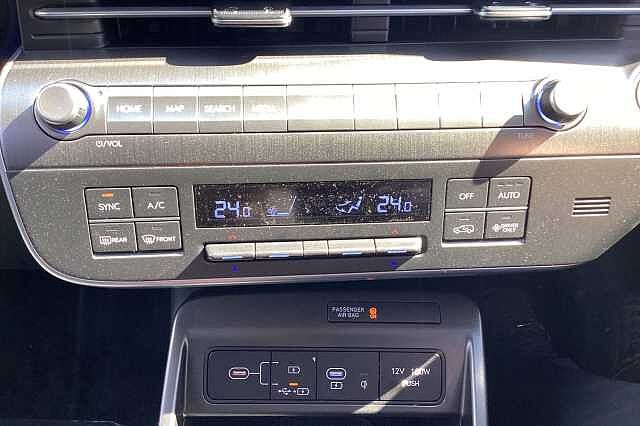 HOME MAP SEARCH MEDIA
/VOL
TUNE
SYNC A/C
24.0
24.0
OFF AUTO
REAR FRONT
DRIVER ONLY
PASSENGER
AIR BAG
12V 180W
PUSH